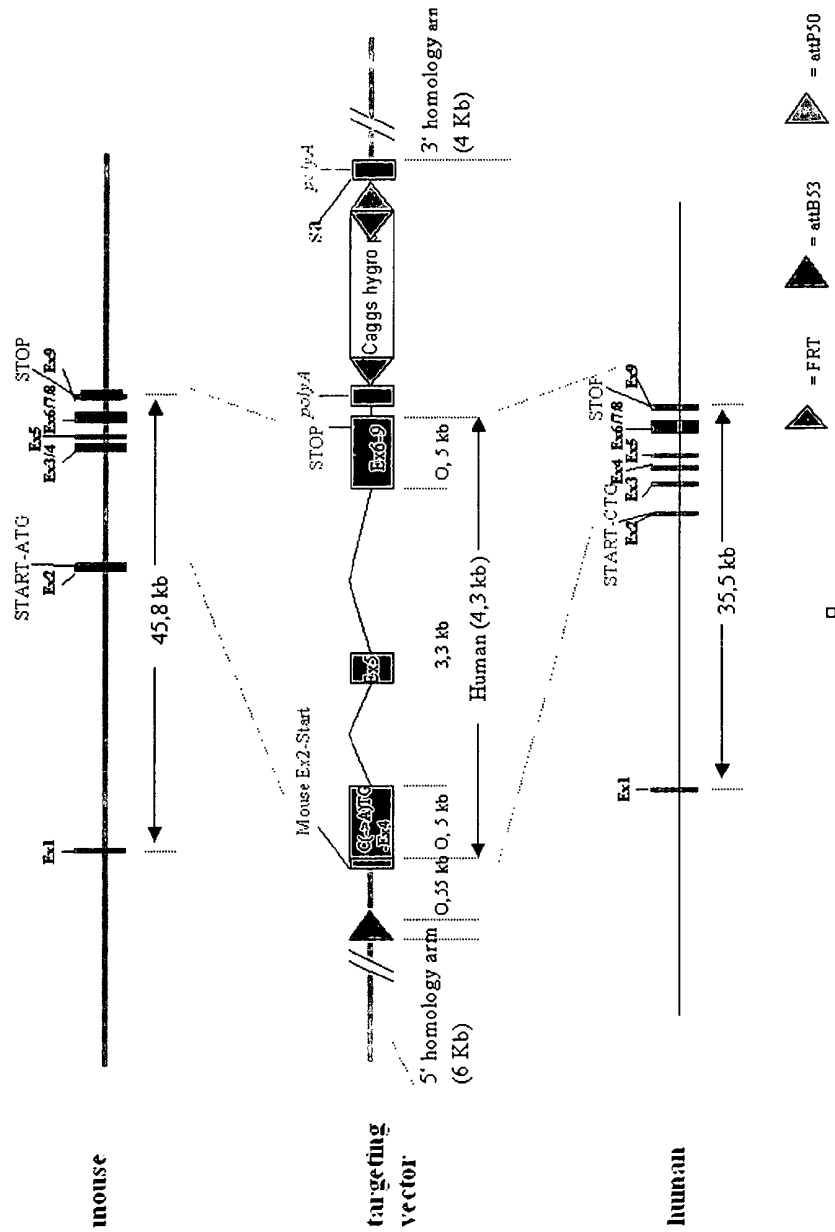 mouse
Ex1
START-ATG
Ex2
Ex3/4
Ex5
Ex6/7/8
STOP
Ex9
45,8 kb
targeting
vector
5' homology arm
(6 Kb)
Mouse Ex2-Start
C(->A)TG
-Ex4
Ex5
Ex6-9
STOP
polyA
Caggs hygro
sa
polyA
3' homology arm
(4 Kb)
0,55 kb
0,5 kb
3,3 kb
0,5 kb
Human (4,3 kb)
human
Ex1
START-CTG
Ex2
Ex3
Ex4
Ex5
Ex6/7/8
STOP
Ex9
35,5 kb
= FRT
= attB53
= attP50